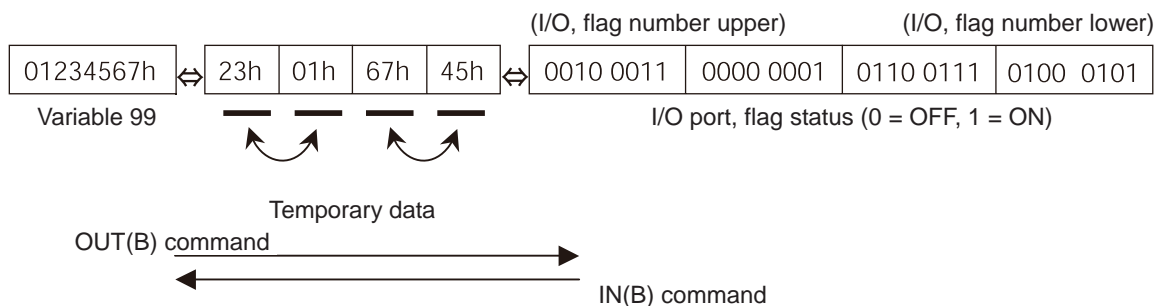 (I/O, flag number upper) (I/O, flag number lower)
01234567h ⇔ 23h 01h 67h 45h ⇔ 0010 0011 0000 0001 0110 0111 0100 0101
Variable 99 I/O port, flag status (0 = OFF, 1 = ON)
Temporary data
OUT(B) command
IN(B) command